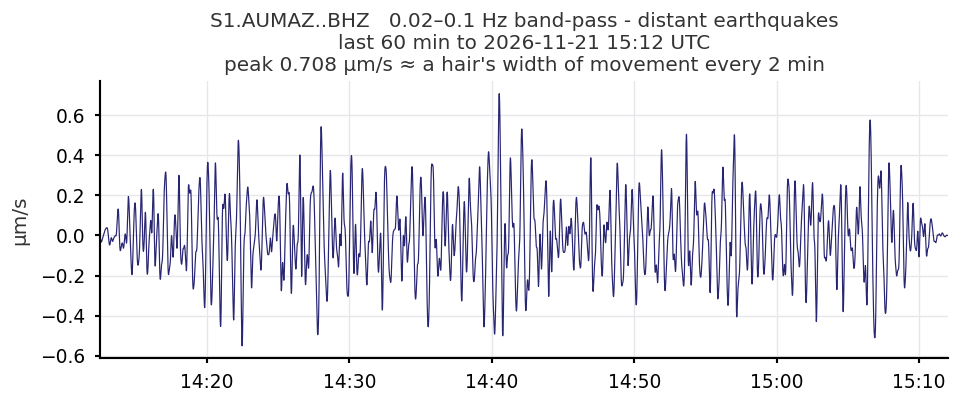 S1.AUMAZ..BHZ   0.02–0.1 Hz band-pass - distant earthquakes
last 60 min to 2026-11-21 15:12 UTC
peak 0.708 µm/s ≈ a hair's width of movement every 2 min
µm/s
0.6
0.4
0.2
0.0
−0.2
−0.4
−0.6
14:20 14:30 14:40 14:50 15:00 15:10